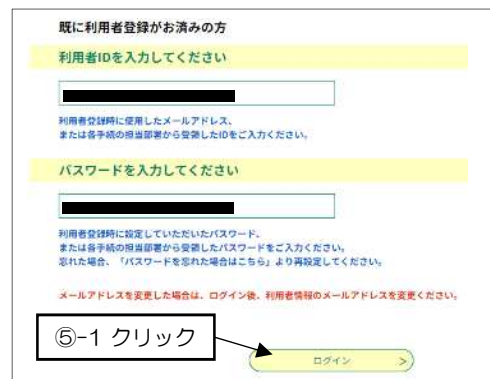 既に利用者登録がお済みの方
利用者IDを入力してください
利用者登録時に使用したメールアドレス、
または各手続の担当部署から受領したIDをご入力ください。
パスワードを入力してください
利用者登録時に設定していただいたパスワード、
または各手続の担当部署から受領したパスワードをご入力ください。
忘れた場合、「パスワードを忘れた場合はこちら」より再設定してください。
メールアドレスを変更した場合は、ログイン後、利用者情報のメールアドレスを変更ください。
⑤-1 クリック
ログイン >